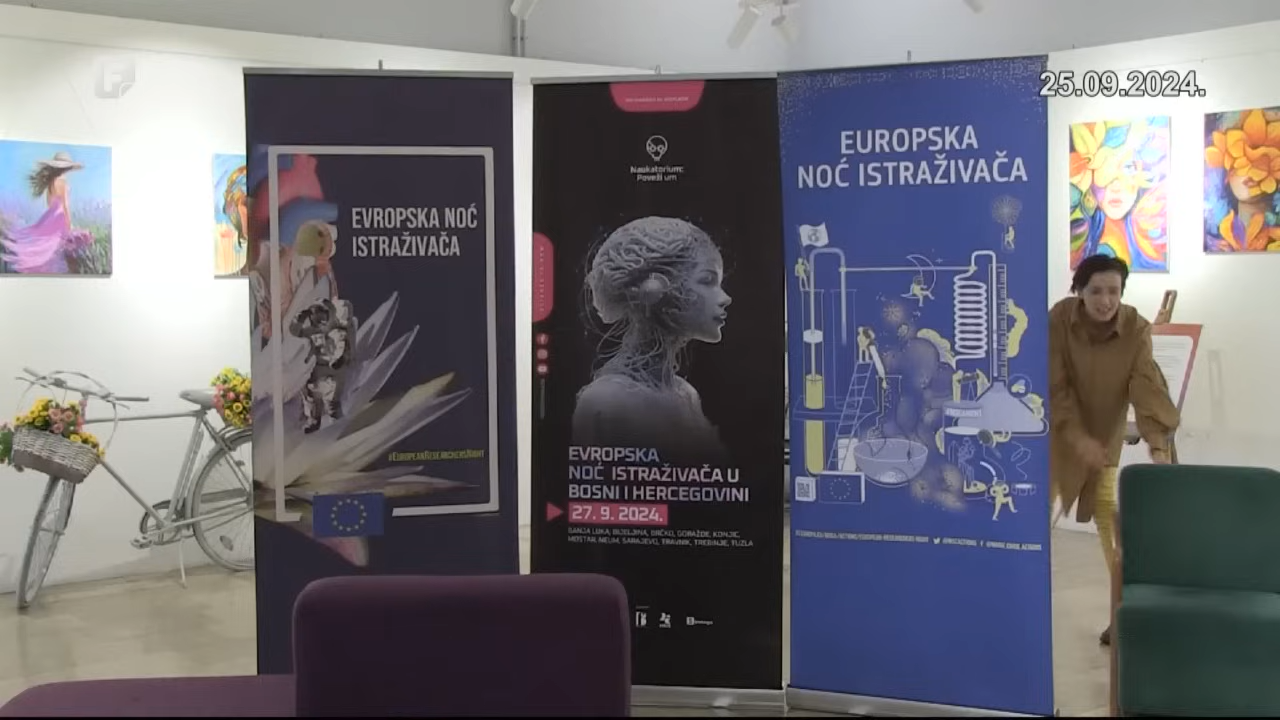 25.09.2024.
EVROPSKA NOĆ
ISTRAŽIVAČA
#EUROPEANRESEARCHERSNIGHT
Naukatorium:
Poveži um
EVROPSKA
NOĆ ISTRAŽIVAČA U
BOSNI I HERCEGOVINI
27. 9. 2024.
BANJA LUKA, BIJELJINA, BRČKO, GORAŽDE, KONJIC,
MOSTAR, NEUM, SARAJEVO, TRAVNIK, TREBINJE, TUZLA
EUROPSKA
NOĆ ISTRAŽIVAČA